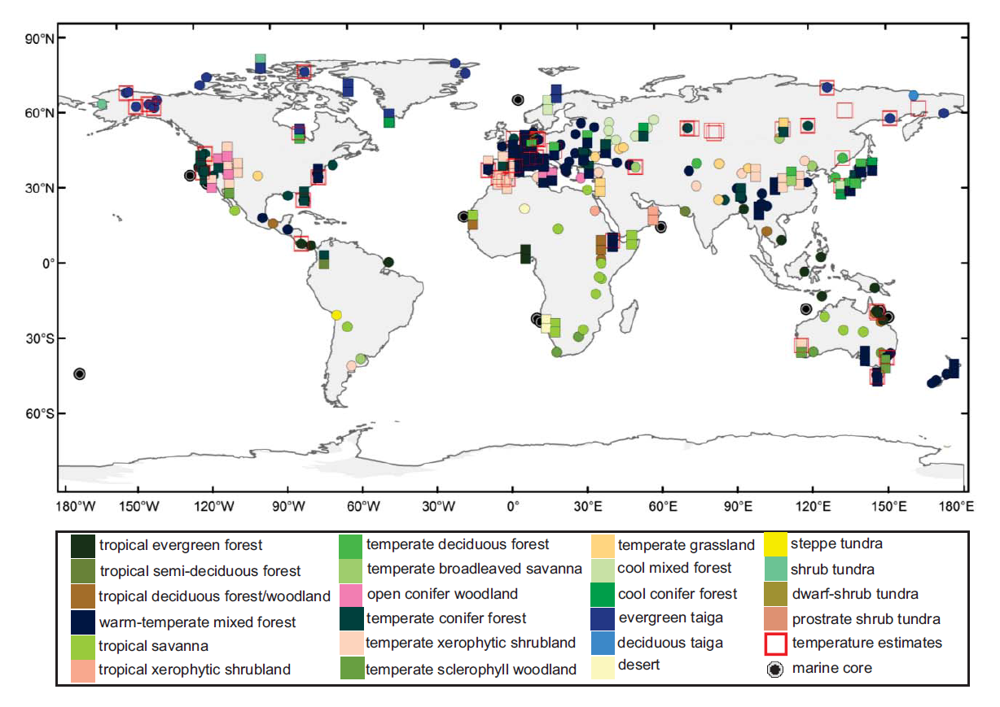 90°N
60°N
30°N
0°
30°S
60°S
180°W 150°W 120°W 90°W 60°W 30°W 0° 30°E 60°E 90°E 120°E 150°E 180°E
tropical evergreen forest temperate deciduous forest temperate grassland steppe tundra
tropical semi-deciduous forest temperate broadleaved savanna cool mixed forest shrub tundra
tropical deciduous forest/woodland open conifer woodland cool conifer forest dwarf-shrub tundra
warm-temperate mixed forest temperate conifer forest evergreen taiga prostrate shrub tundra
tropical savanna temperate xerophytic shrubland deciduous taiga temperature estimates
tropical xerophytic shrubland temperate sclerophyll woodland desert marine core